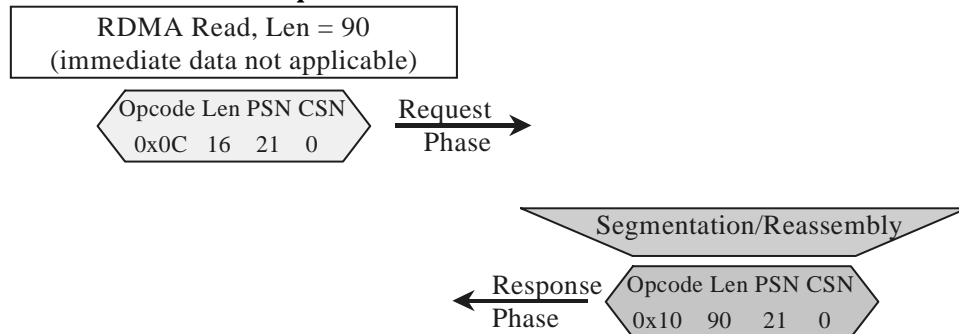 RDMA Read, Len = 90
(immediate data not applicable)
Opcode Len PSN CSN
0x0C 16 21 0
Request
Phase
Segmentation/Reassembly
Response
Phase
Opcode Len PSN CSN
0x10 90 21 0